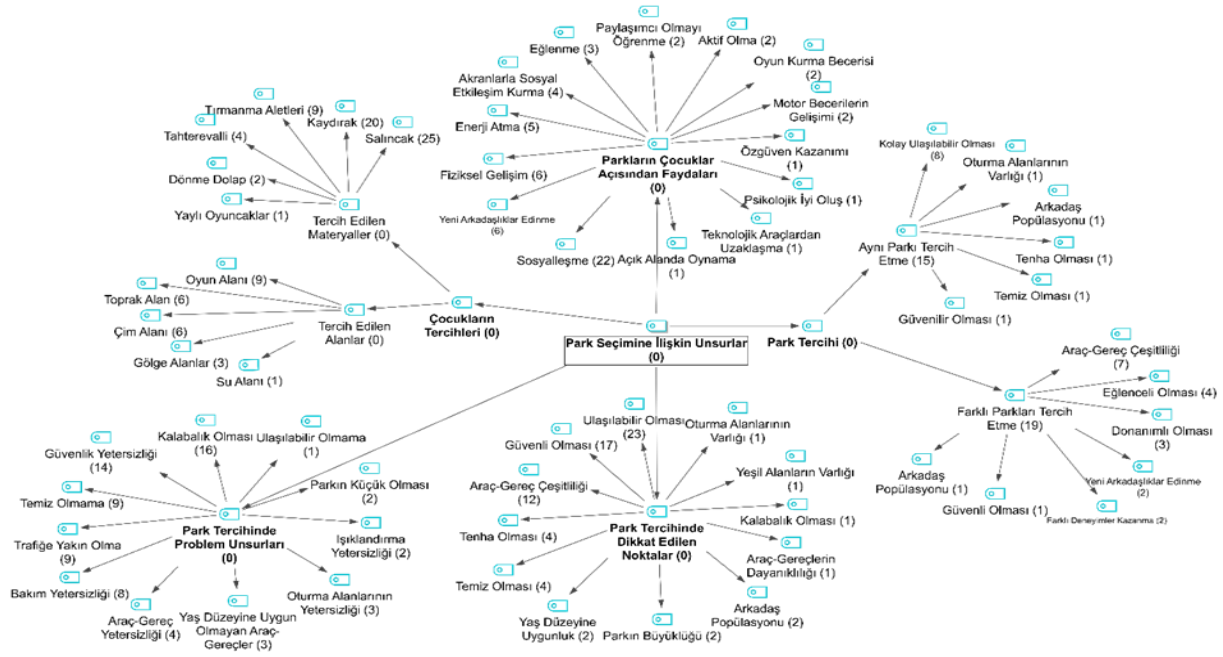 Paylaşımcı Olmayı
Öğrenme (2)
Aktif Olma (2)
Eğlenme (3)
Oyun Kurma Becerisi
(2)
Akranlarla Sosyal
Etkileşim Kurma (4)
Motor Becerilerin
Gelişimi (2)
Enerji Atma (5)
Özgüven Kazanımı
(1)
Parkların Çocuklar
Açısından Faydaları
(0)
Fiziksel Gelişim (6)
Psikolojik İyi Oluş (1)
Yeni Arkadaşlıklar Edinme
(6)
Teknolojik Araçlardan
Uzaklaşma (1)
Sosyalleşme (22)
Açık Alanda Oynama
(1)
Tırmanma Aletleri (9)
Kaydırak (20)
Salıncak (25)
Tahterevalli (4)
Dönme Dolap (2)
Yaylı Oyuncaklar (1)
Tercih Edilen
Materyaller (0)
Oyun Alanı (9)
Toprak Alan (6)
Çim Alanı (6)
Gölge Alanlar (3)
Su Alanı (1)
Tercih Edilen
Alanlar (0)
Çocukların
Tercihleri (0)
Park Seçimine İlişkin Unsurlar
(0)
Park Tercihi (0)
Kolay Ulaşılabilir Olması
(8)
Oturma Alanlarının
Varlığı (1)
Arkadaş
Popülasyonu (1)
Aynı Parkı Tercih
Etme (15)
Tenha Olması (1)
Temiz Olması (1)
Güvenilir Olması (1)
Araç-Gereç Çeşitliliği
(7)
Eğlenceli Olması (4)
Farklı Parkları Tercih
Etme (19)
Donanımlı Olması
(3)
Arkadaş
Popülasyonu (1)
Yeni Arkadaşlıklar Edinme
(2)
Güvenli Olması (1)
Farklı Deneyimler Kazanma (2)
Kalabalık Olması
(16)
Ulaşılabilir Olmama
(1)
Güvenlik Yetersizliği
(14)
Parkın Küçük Olması
(2)
Temiz Olmama (9)
Park Tercihinde
Problem Unsurları
(0)
Işıklandırma
Yetersizliği (2)
Trafiğe Yakın Olma
(9)
Bakım Yetersizliği (8)
Oturma Alanlarının
Yetersizliği (3)
Araç-Gereç
Yetersizliği (4)
Yaş Düzeyine Uygun
Olmayan Araç-
Gereçler (3)
Ulaşılabilir Olması
(23)
Oturma Alanlarının
Varlığı (1)
Güvenli Olması (17)
Yeşil Alanların Varlığı
(1)
Araç-Gereç Çeşitliliği
(12)
Kalabalık Olması (1)
Park Tercihinde
Dikkat Edilen
Noktalar (0)
Tenha Olması (4)
Araç-Gereçlerin
Dayanıklılığı (1)
Temiz Olması (4)
Arkadaş
Popülasyonu (2)
Yaş Düzeyine
Uygunluk (2)
Parkın Büyüklüğü (2)